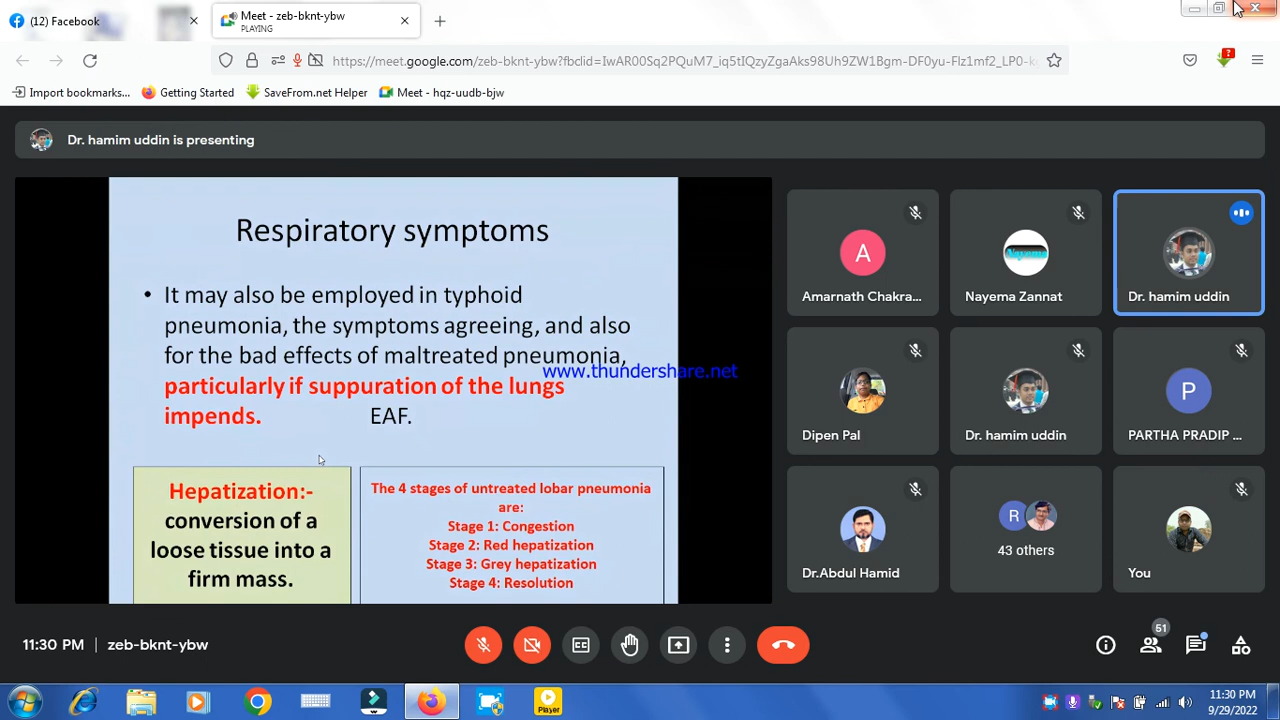 (12) Facebook
Meet - zeb-bknt-ybw
PLAYING
https://meet.google.com/zeb-bknt-ybw?fbclid=
Import bookmarks...
Getting Started
SaveFrom.net Helper
Meet - hqz-uudb-bjw
Dr. hamim uddin is presenting
Respiratory symptoms
• It may also be employed in typhoid
pneumonia, the symptoms agreeing, and also
for the bad effects of maltreated pneumonia,
www.thundershare.net
particularly if suppuration of the lungs
impends. EAF.
Hepatization:-
conversion of a
loose tissue into a
firm mass.
The 4 stages of untreated lobar pneumonia
are:
Stage 1: Congestion
Stage 2: Red hepatization
Stage 3: Grey hepatization
Stage 4: Resolution
A
Amarnath Chakra...
Nayema
Nayema Zannat
Dr. hamim uddin
Dipen Pal
Dr. hamim uddin
P
PARTHA PRADIP ...
Dr.Abdul Hamid
R
43 others
You
11:30 PM | zeb-bknt-ybw
CC
51
Player
?
11:30 PM
9/29/2022